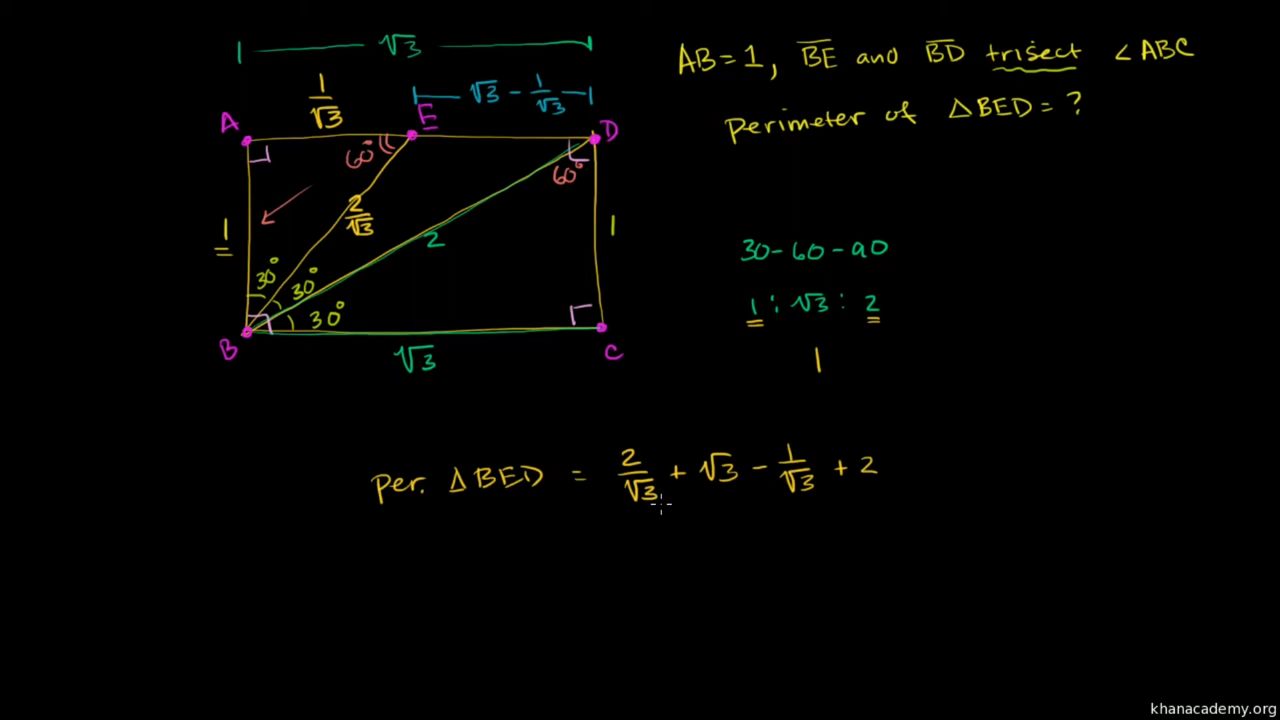 √3
AB=1, BE and BD trisect ∠ABC
Perimeter of △BED = ?
1/√3
√3 - 1/√3
A
E
D
60°
60°
2/√3
1
2
1
30°
30°
30°
B
C
√3
30-60-90
1 : √3 : 2
1
Per. △BED = 2/√3 + √3 - 1/√3 + 2
khanacademy.org